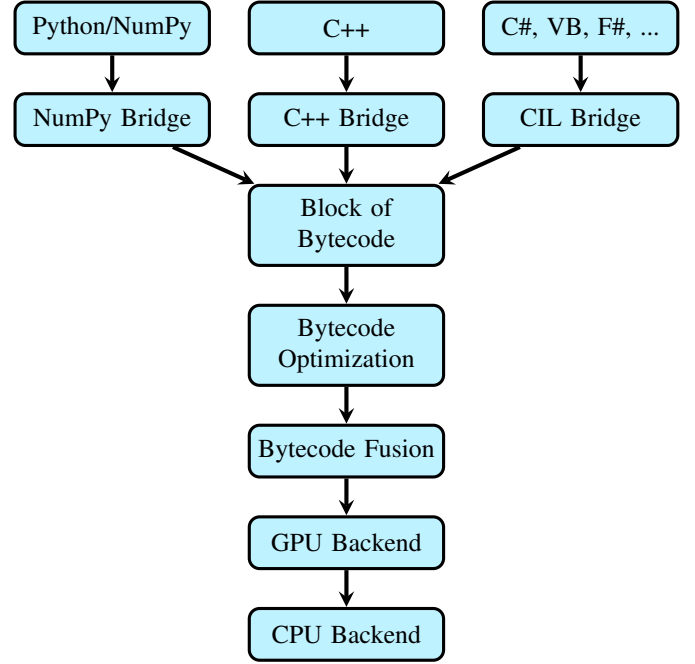 Python/NumPy
C++
C#, VB, F#, ...
NumPy Bridge
C++ Bridge
CIL Bridge
Block of
Bytecode
Bytecode
Optimization
Bytecode Fusion
GPU Backend
CPU Backend